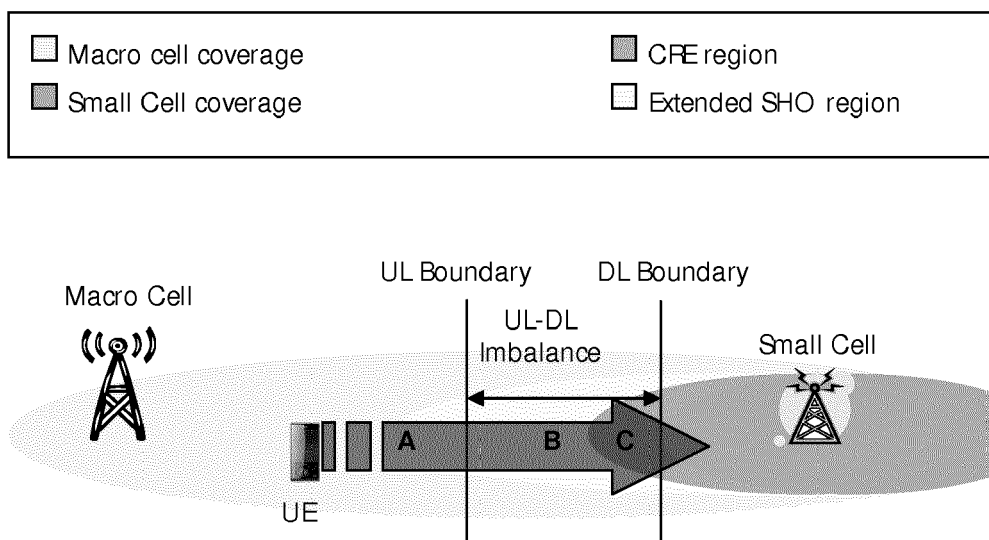 Macro cell coverage
CRE region
Small Cell coverage
Extended SHO region
UL Boundary
DL Boundary
Macro Cell
UL-DL
Imbalance
Small Cell
A
B
C
UE